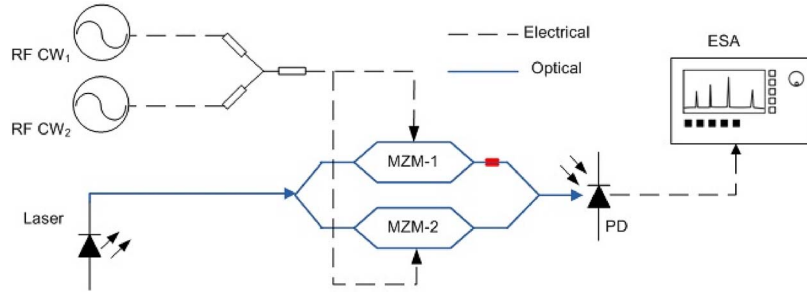 RF CW1
RF CW2
Electrical
Optical
ESA
MZM-1
MZM-2
Laser
PD